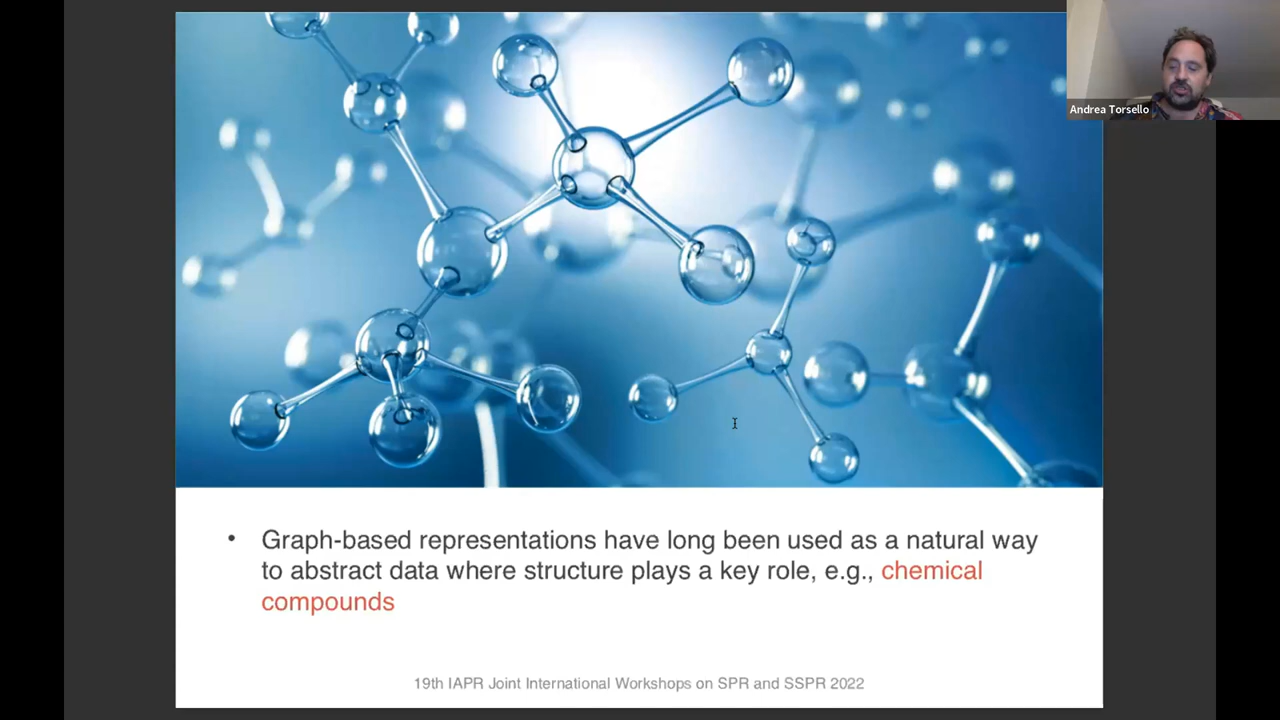 Andrea Torsello
• Graph-based representations have long been used as a natural way
to abstract data where structure plays a key role, e.g., chemical
compounds
19th IAPR Joint International Workshops on SPR and SSPR 2022